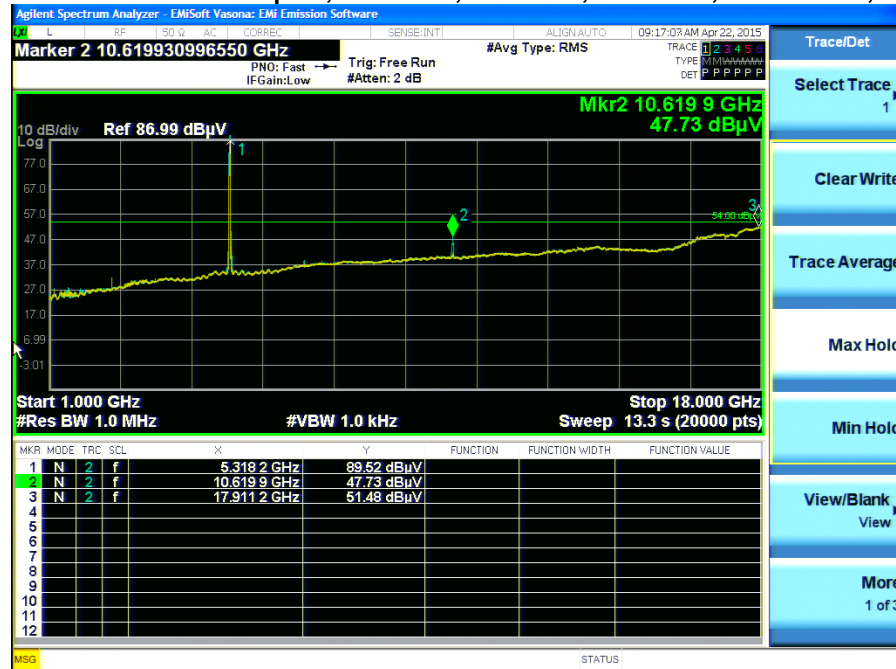 Agilent Spectrum Analyzer - EMiSoft Vasona: EMi Emission Software
LXI L RF 50 Ω AC CORREC SENSE:INT ALIGN AUTO 09:17:07 AM Apr 22, 2015
Marker 2 10.619930996550 GHz
PNO: Fast
IFGain:Low
Trig: Free Run
#Atten: 2 dB
#Avg Type: RMS
TRACE 1 2 3 4 5 6
TYPE MMWWWW
DET P P P P P P
Mkr2 10.619 9 GHz
47.73 dBµV
10 dB/div Ref 86.99 dBµV
Log
77.0
67.0
57.0
47.0
37.0
27.0
17.0
6.99
-3.01
1
2
3
54.00 dBµ
Start 1.000 GHz Stop 18.000 GHz
#Res BW 1.0 MHz #VBW 1.0 kHz Sweep 13.3 s (20000 pts)
MKR MODE TRC SCL X Y FUNCTION FUNCTION WIDTH FUNCTION VALUE
1 N 2 f 5.318 2 GHz 89.52 dBµV
2 N 2 f 10.619 9 GHz 47.73 dBµV
3 N 2 f 17.911 2 GHz 51.48 dBµV
4
5
6
7
8
9
10
11
12
MSG STATUS
Trace/Det
Select Trace
1
Clear Write
Trace Average
Max Hold
Min Hold
View/Blank
View
More
1 of 3